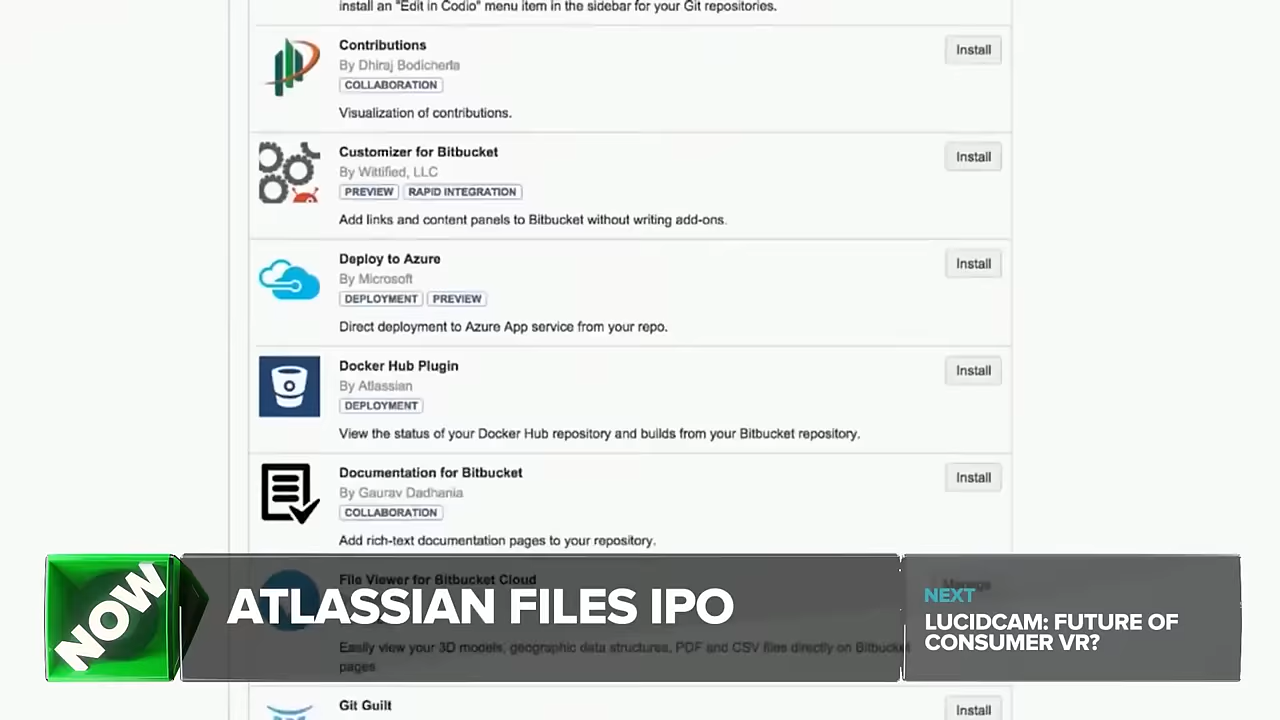 install an "Edit in Codio" menu item in the sidebar for your Git repositories.
Contributions
Install
By Dhiraj Bodicherla
COLLABORATION
Visualization of contributions.
Customizer for Bitbucket
Install
By Wittified, LLC
PREVIEW RAPID INTEGRATION
Add links and content panels to Bitbucket without writing add-ons.
Deploy to Azure
Install
By Microsoft
DEPLOYMENT PREVIEW
Direct deployment to Azure App service from your repo.
Docker Hub Plugin
Install
By Atlassian
DEPLOYMENT
View the status of your Docker Hub repository and builds from your Bitbucket repository.
Documentation for Bitbucket
Install
By Gaurav Dadhania
COLLABORATION
Add rich-text documentation pages to your repository.
File Viewer for Bitbucket Cloud
Manage
Easily view your 3D models, geographic data structures, PDF and CSV files directly on Bitbucket
pages.
Git Guilt
Install
NOW
ATLASSIAN FILES IPO
NEXT
LUCIDCAM: FUTURE OF
CONSUMER VR?